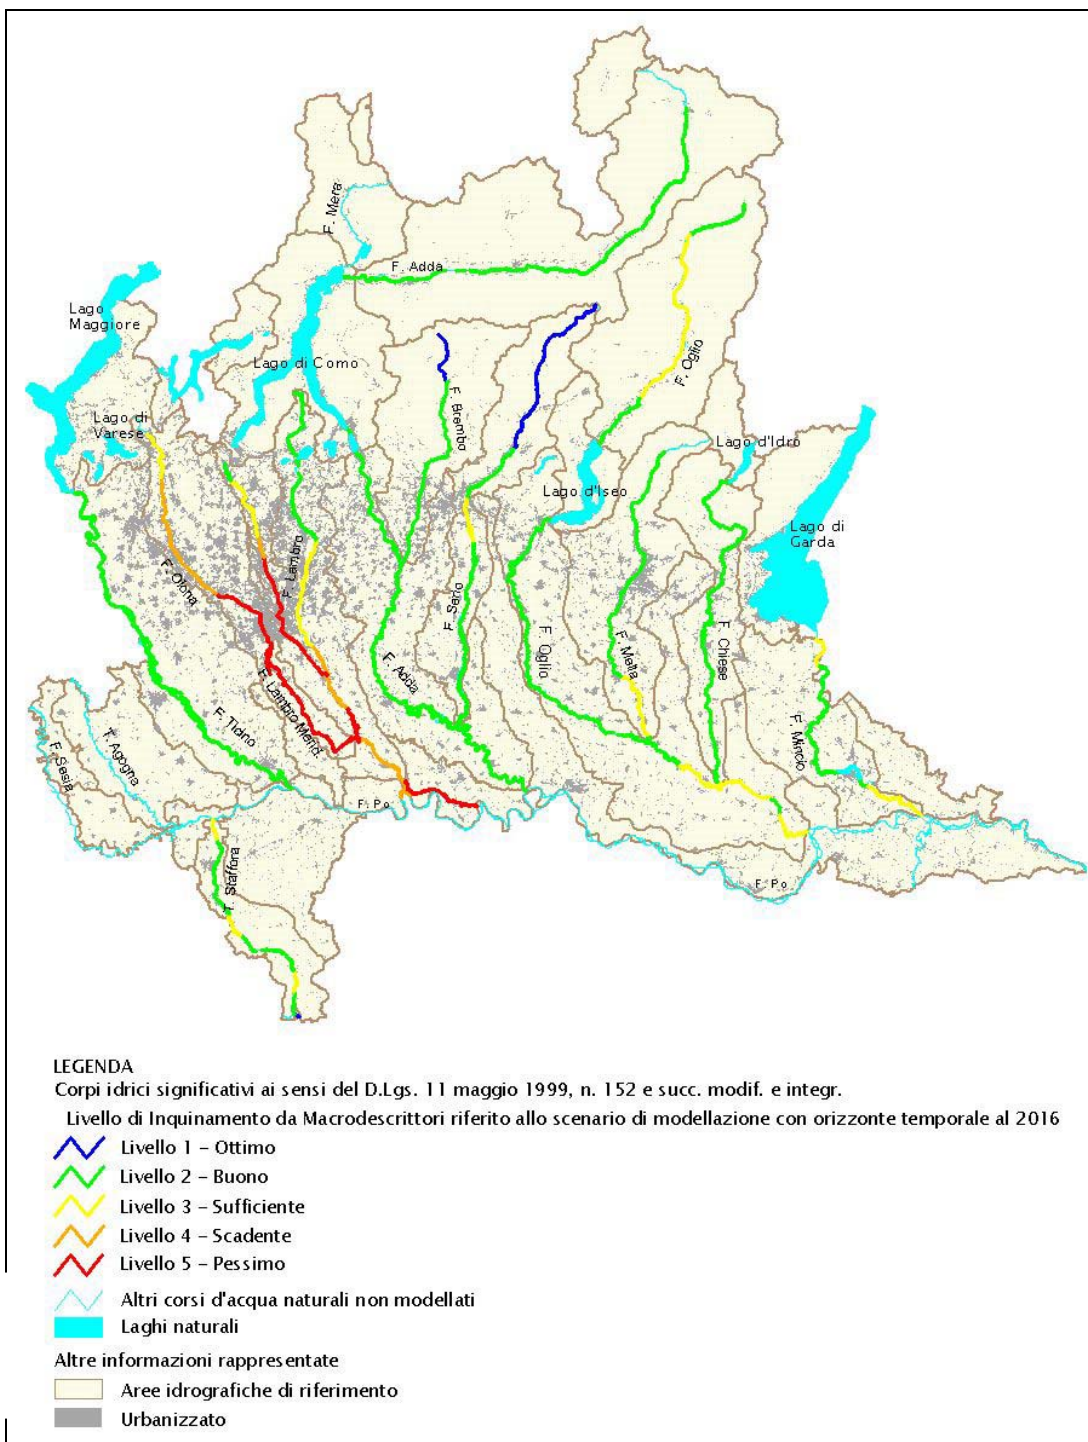 F. Mera
F. Adda
Lago
Maggiore
Lago di Como
F. Oglio
F. Brembo
Lago di
Varese
Lago d'Idro
Lago d'Iseo
Lago di
Garda
F. Olona
F. Lambro
F. Serio
F. Oglio
F. Mella
F. Chiese
F. Adda
F. Lambro Merid.
F. Ticino
F. Mincio
T. Agogna
F. Sesia
F. Po
T. Staffora
F. Po
LEGENDA
Corpi idrici significativi ai sensi del D.Lgs. 11 maggio 1999, n. 152 e succ. modif. e integr.
Livello di Inquinamento da Macrodescrittori riferito allo scenario di modellazione con orizzonte temporale al 2016
Livello 1 – Ottimo
Livello 2 – Buono
Livello 3 – Sufficiente
Livello 4 – Scadente
Livello 5 – Pessimo
Altri corsi d'acqua naturali non modellati
Laghi naturali
Altre informazioni rappresentate
Aree idrografiche di riferimento
Urbanizzato